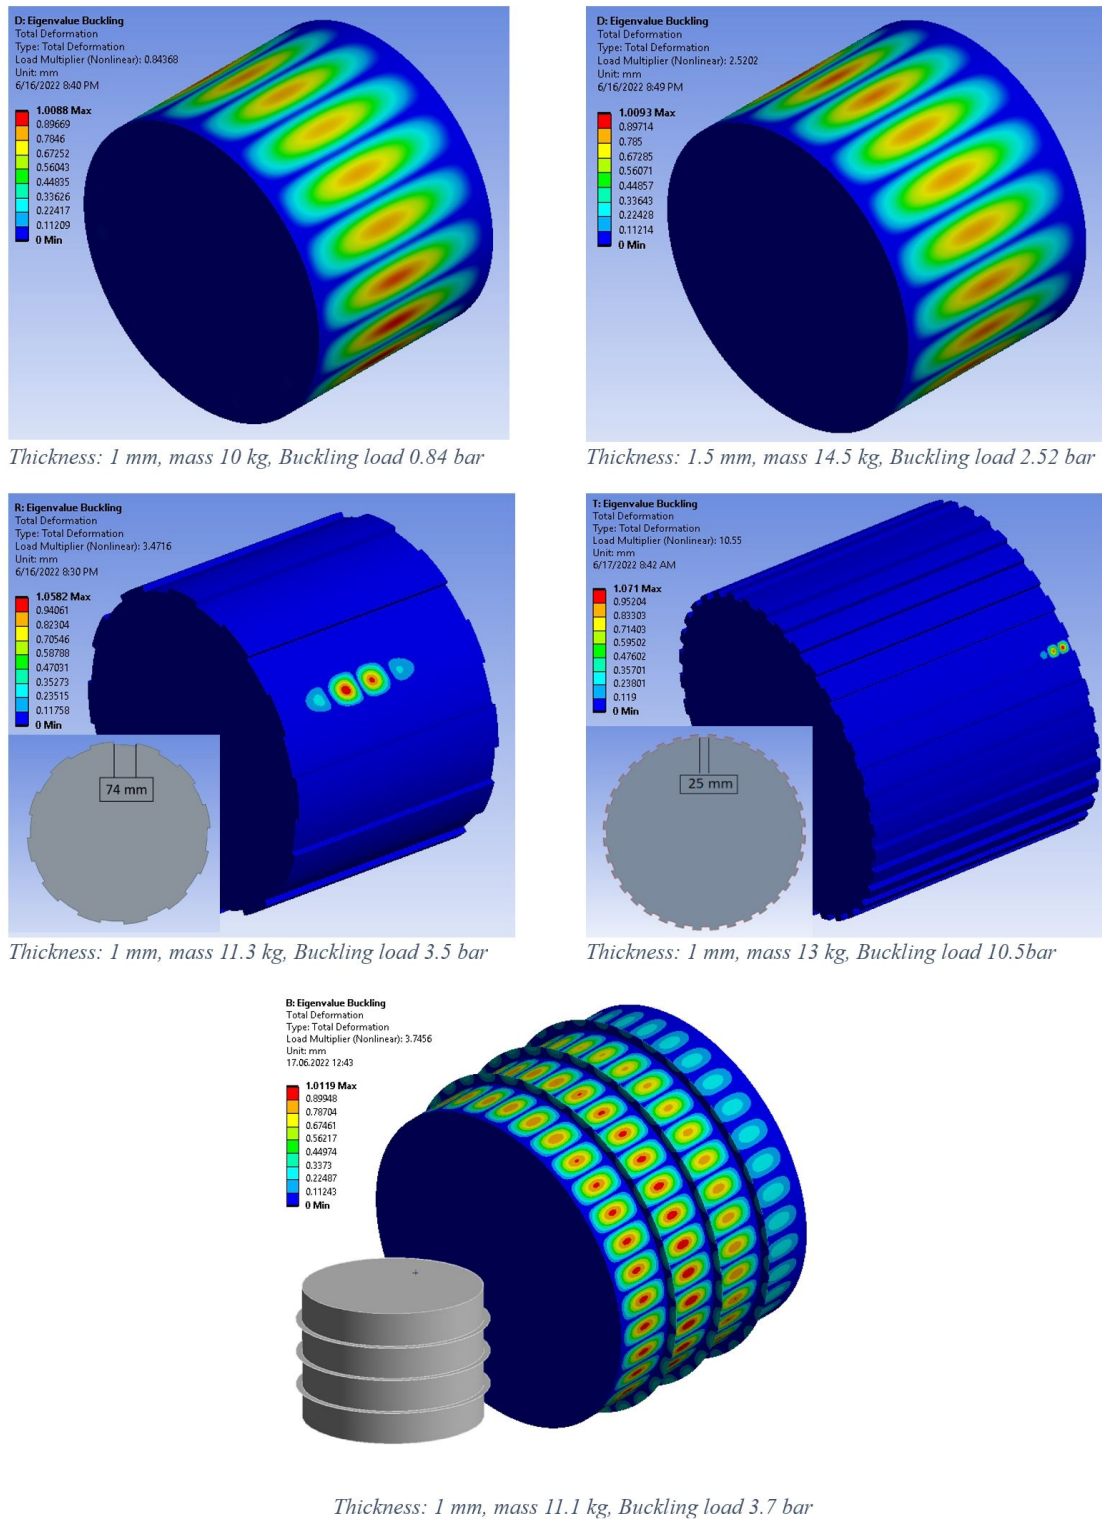 D: Eigenvalue Buckling
Total Deformation
Type: Total Deformation
Load Multiplier (Nonlinear): 0.84368
Unit: mm
6/16/2022 8:40 PM
1.0088 Max
0.89669
0.7846
0.67252
0.56043
0.44835
0.33626
0.22417
0.11209
0 Min
Thickness: 1 mm, mass 10 kg, Buckling load 0.84 bar
D: Eigenvalue Buckling
Total Deformation
Type: Total Deformation
Load Multiplier (Nonlinear): 2.5202
Unit: mm
6/16/2022 8:49 PM
1.0093 Max
0.89714
0.785
0.67285
0.56071
0.44857
0.33643
0.22428
0.11214
0 Min
Thickness: 1.5 mm, mass 14.5 kg, Buckling load 2.52 bar
R: Eigenvalue Buckling
Total Deformation
Type: Total Deformation
Load Multiplier (Nonlinear): 3.4716
Unit: mm
6/16/2022 8:30 PM
1.0582 Max
0.94061
0.82304
0.70546
0.58788
0.47031
0.35273
0.23515
0.11758
0 Min
74 mm
Thickness: 1 mm, mass 11.3 kg, Buckling load 3.5 bar
T: Eigenvalue Buckling
Total Deformation
Type: Total Deformation
Load Multiplier (Nonlinear): 10.55
Unit: mm
6/17/2022 8:42 AM
1.071 Max
0.95204
0.83303
0.71403
0.59502
0.47602
0.35701
0.23801
0.119
0 Min
25 mm
Thickness: 1 mm, mass 13 kg, Buckling load 10.5bar
B: Eigenvalue Buckling
Total Deformation
Type: Total Deformation
Load Multiplier (Nonlinear): 3.7456
Unit: mm
17.06.2022 12:43
1.0119 Max
0.89948
0.78704
0.67461
0.56217
0.44974
0.3373
0.22487
0.11243
0 Min
Thickness: 1 mm, mass 11.1 kg, Buckling load 3.7 bar